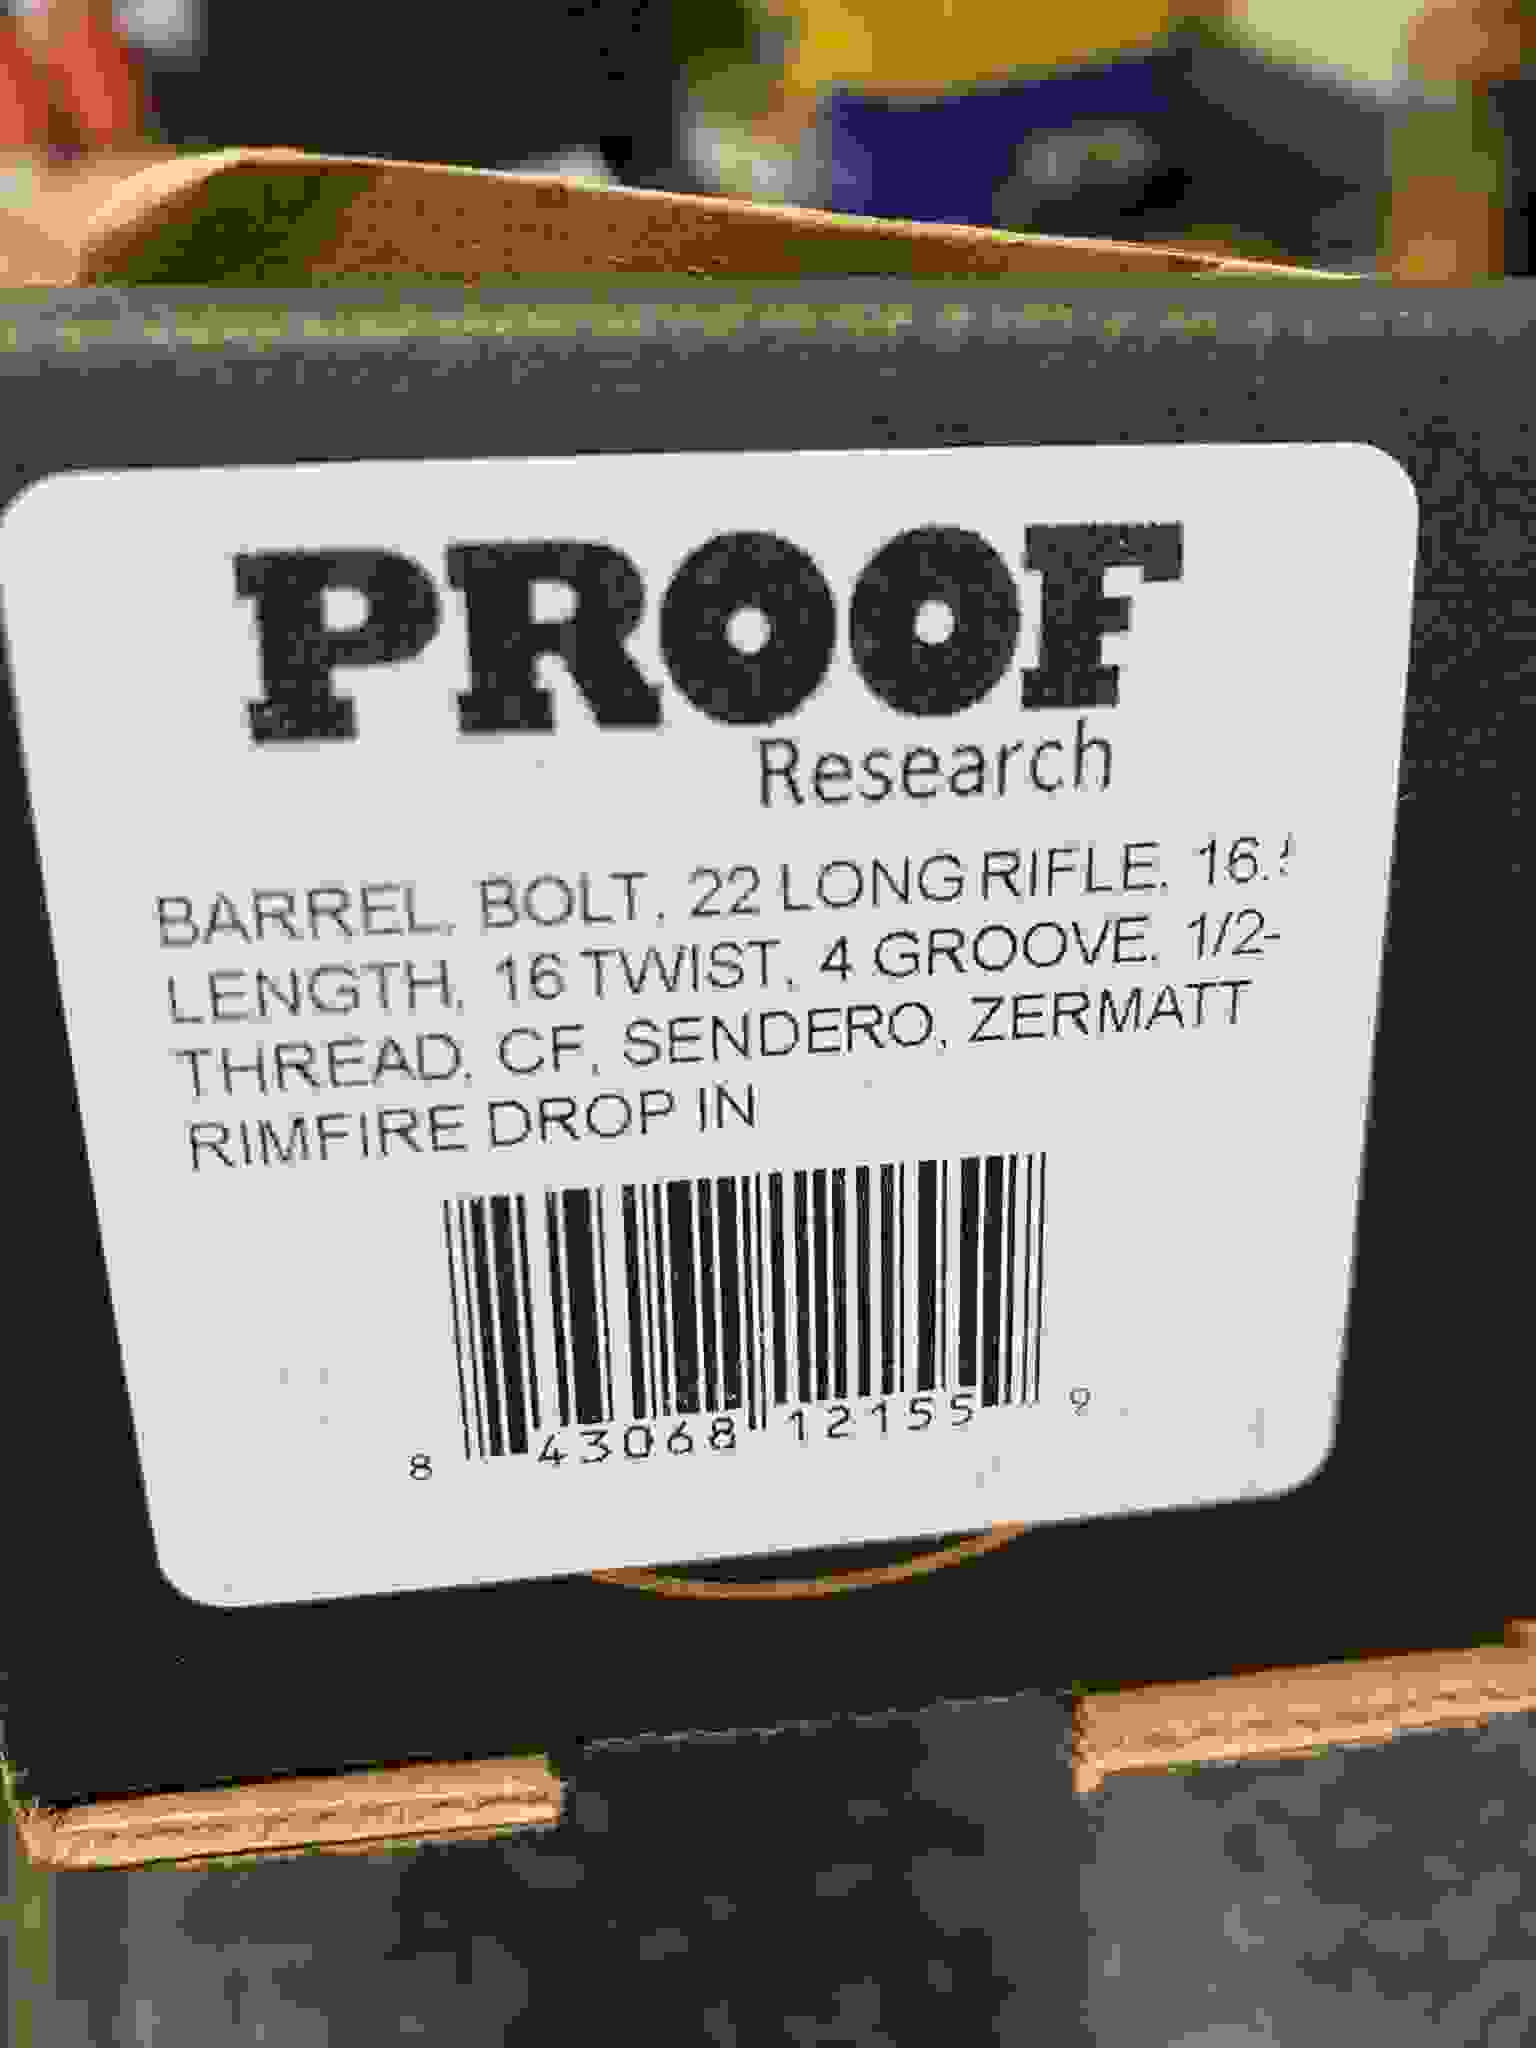 PROOF
Research
BARREL, BOLT, 22 LONG RIFLE, 16.
LENGTH, 16 TWIST, 4 GROOVE, 1/2-
THREAD, CF, SENDERO, ZERMATT
RIMFIRE DROP IN
8 43068 12155 9